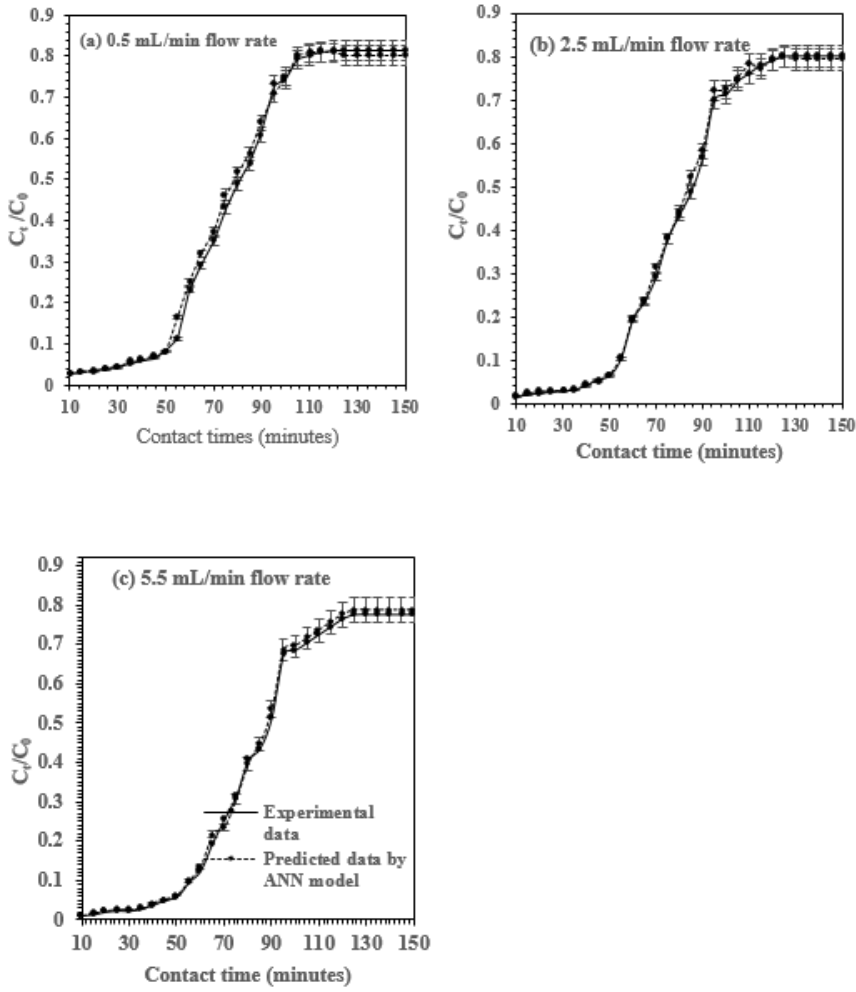 (a) 0.5 mL/min flow rate
0.9
0.8
0.7
0.6
0.5
0.4
0.3
0.2
0.1
0
Cₜ /C₀
10 30 50 70 90 110 130 150
Contact times (minutes)
(b) 2.5 mL/min flow rate
0.9
0.8
0.7
0.6
0.5
0.4
0.3
0.2
0.1
0
Cₜ/C₀
10 30 50 70 90 110 130 150
Contact time (minutes)
(c) 5.5 mL/min flow rate
0.9
0.8
0.7
0.6
0.5
0.4
0.3
0.2
0.1
0
Cₜ/C₀
Experimental
data
Predicted data by
ANN model
10 30 50 70 90 110 130 150
Contact time (minutes)